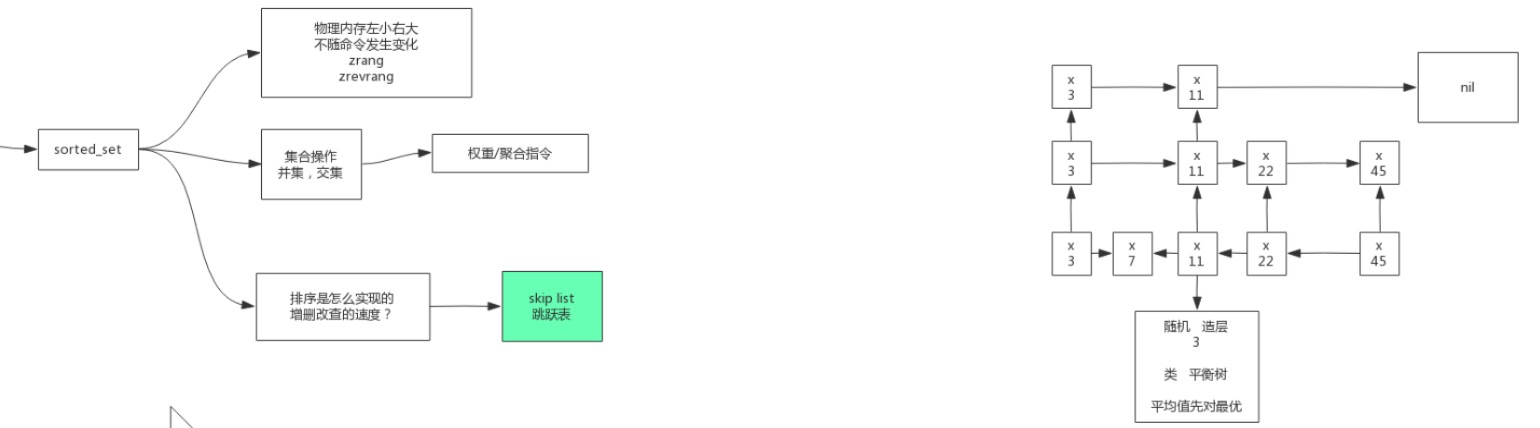 物理内存左小右大
不随命令发生变化
zrang
zrevrang
sorted_set
集合操作
并集，交集
权重/聚合指令
排序是怎么实现的
增删改查的速度？
skip list
跳跃表
x
3
x
11
nil
x
3
x
11
x
22
x
45
x
3
x
7
x
11
x
22
x
45
随机 造层
3
类 平衡树
平均值先对最优